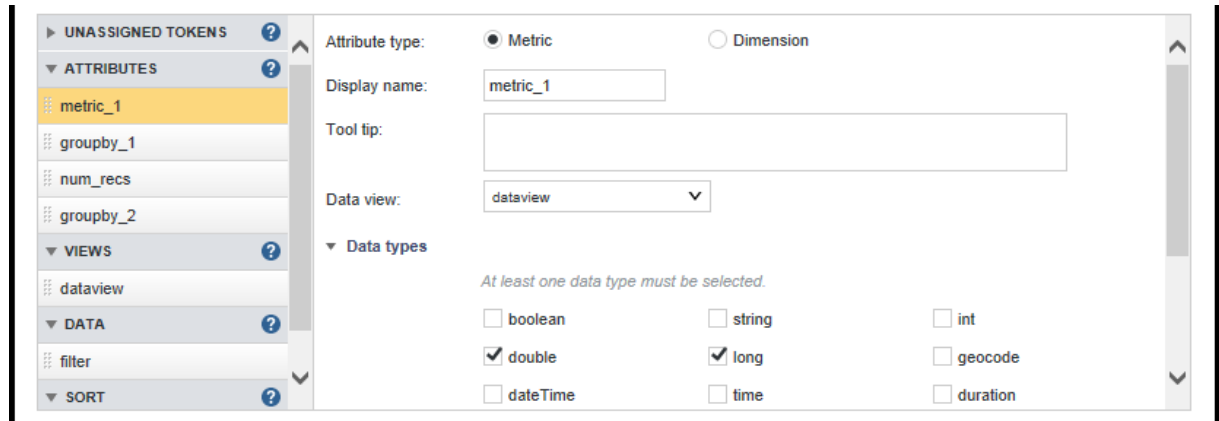 UNASSIGNED TOKENS
ATTRIBUTES
metric_1
groupby_1
num_recs
groupby_2
VIEWS
dataview
DATA
filter
SORT
Attribute type: Metric Dimension
Display name: metric_1
Tool tip:
Data view: dataview
Data types
At least one data type must be selected.
boolean string int
double long geocode
dateTime time duration